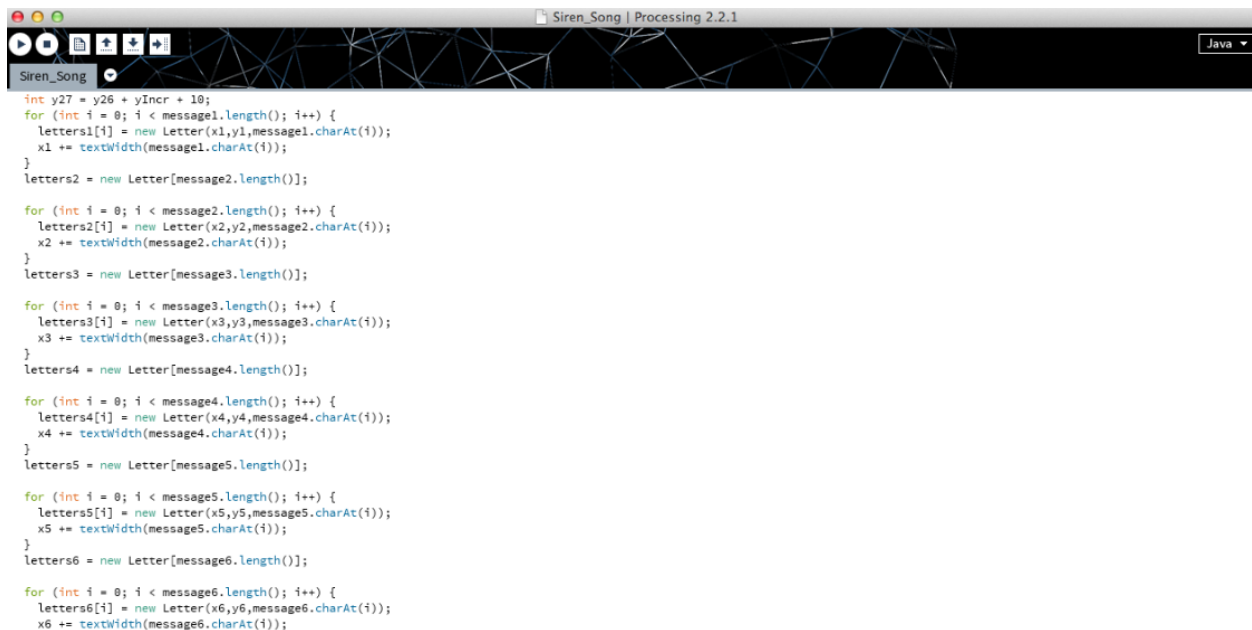 Siren_Song | Processing 2.2.1
Java
Siren_Song
int y27 = y26 + yIncr + 10;
for (int i = 0; i < message1.length(); i++) {
letters1[i] = new Letter(x1,y1,message1.charAt(i));
x1 += textWidth(message1.charAt(i));
}
letters2 = new Letter[message2.length()];
for (int i = 0; i < message2.length(); i++) {
letters2[i] = new Letter(x2,y2,message2.charAt(i));
x2 += textWidth(message2.charAt(i));
}
letters3 = new Letter[message3.length()];
for (int i = 0; i < message3.length(); i++) {
letters3[i] = new Letter(x3,y3,message3.charAt(i));
x3 += textWidth(message3.charAt(i));
}
letters4 = new Letter[message4.length()];
for (int i = 0; i < message4.length(); i++) {
letters4[i] = new Letter(x4,y4,message4.charAt(i));
x4 += textWidth(message4.charAt(i));
}
letters5 = new Letter[message5.length()];
for (int i = 0; i < message5.length(); i++) {
letters5[i] = new Letter(x5,y5,message5.charAt(i));
x5 += textWidth(message5.charAt(i));
}
letters6 = new Letter[message6.length()];
for (int i = 0; i < message6.length(); i++) {
letters6[i] = new Letter(x6,y6,message6.charAt(i));
x6 += textWidth(message6.charAt(i));